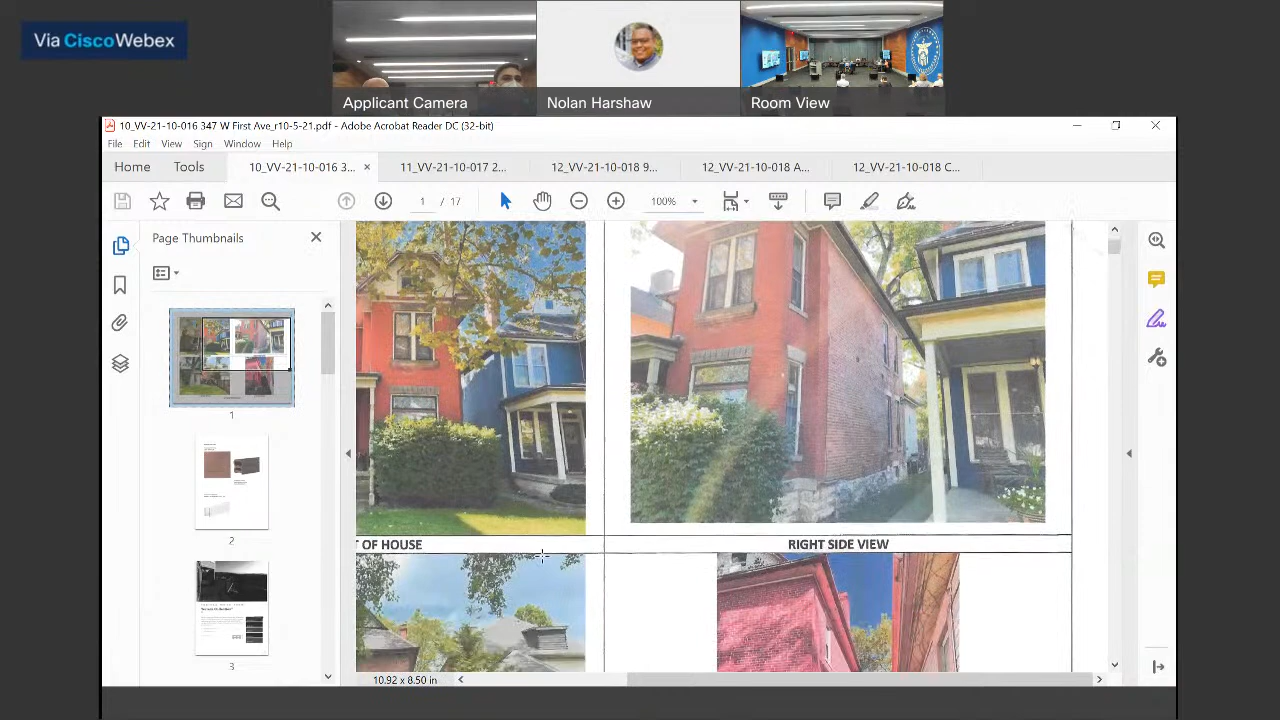 Via Cisco Webex
Applicant Camera
Nolan Harshaw
Room View
10_VV-21-10-016 347 W First Ave_r10-5-21.pdf - Adobe Acrobat Reader DC (32-bit)
File Edit View Sign Window Help
Home Tools 10_VV-21-10-016 3... × 11_VV-21-10-017 2... 12_VV-21-10-018 9... 12_VV-21-10-018 A... 12_VV-21-10-018 C...
1 / 17 100%
Page Thumbnails
1
2
3
T OF HOUSE
RIGHT SIDE VIEW
10.92 x 8.50 in